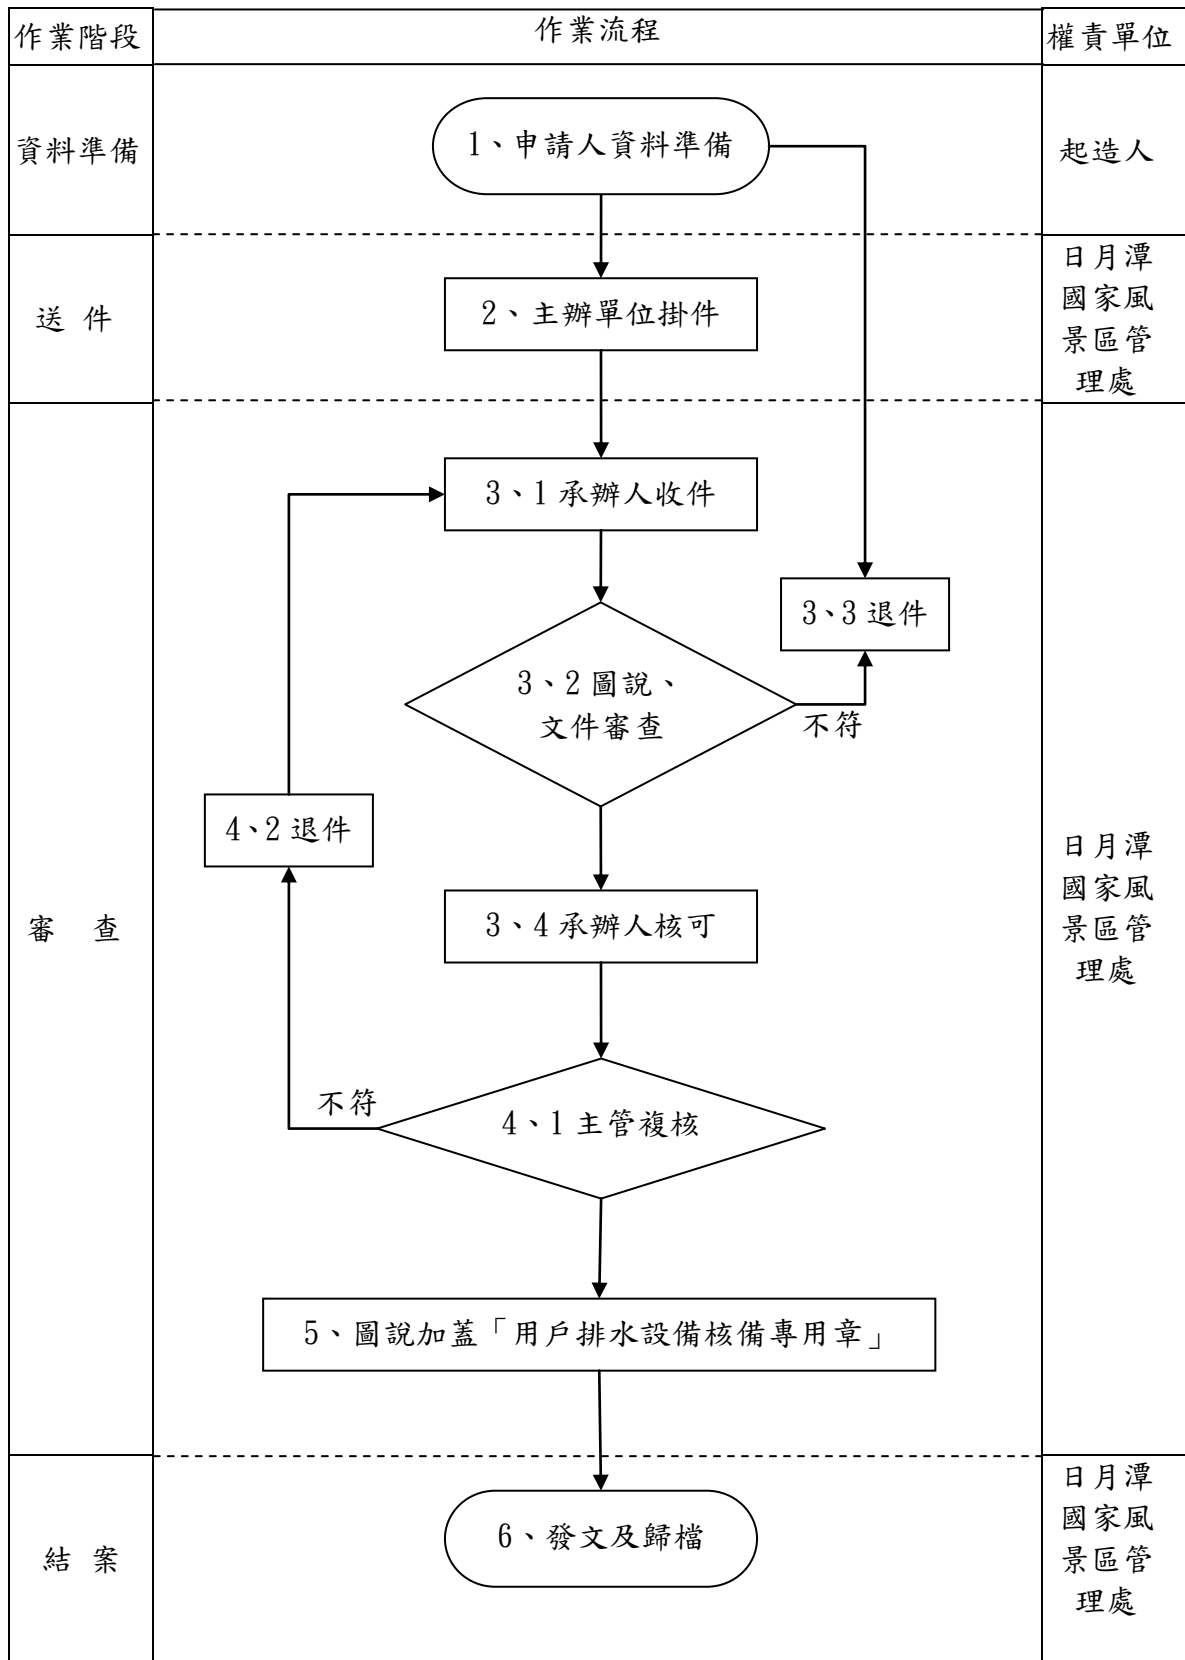 作業階段
作業流程
權責單位
資料準備
1、申請人資料準備
起造人
送 件
2、主辦單位掛件
日月潭
國家風
景區管
理處
審 查
3、1承辦人收件
3、3退件
3、2圖說、
文件審查
不符
4、2退件
3、4承辦人核可
不符
4、1主管複核
5、圖說加蓋「用戶排水設備核備專用章」
日月潭
國家風
景區管
理處
結 案
6、發文及歸檔
日月潭
國家風
景區管
理處